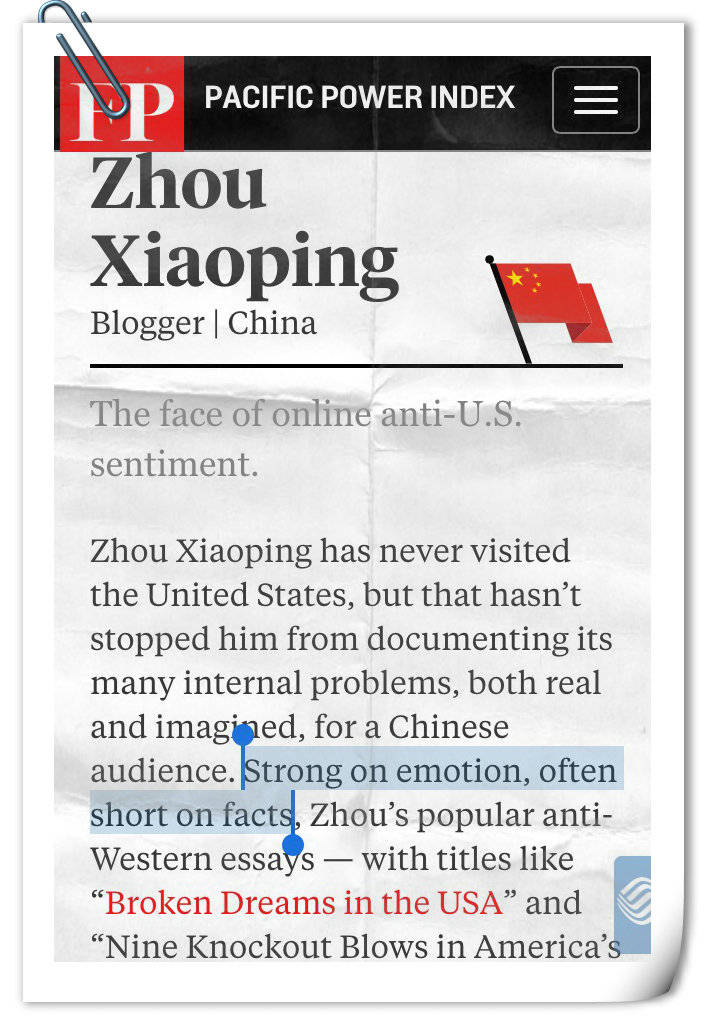 FP PACIFIC POWER INDEX
Zhou
Xiaoping
Blogger | China
The face of online anti-U.S.
sentiment.
Zhou Xiaoping has never visited
the United States, but that hasn’t
stopped him from documenting its
many internal problems, both real
and imagined, for a Chinese
audience. Strong on emotion, often
short on facts, Zhou’s popular anti-
Western essays — with titles like
“Broken Dreams in the USA” and
“Nine Knockout Blows in America’s